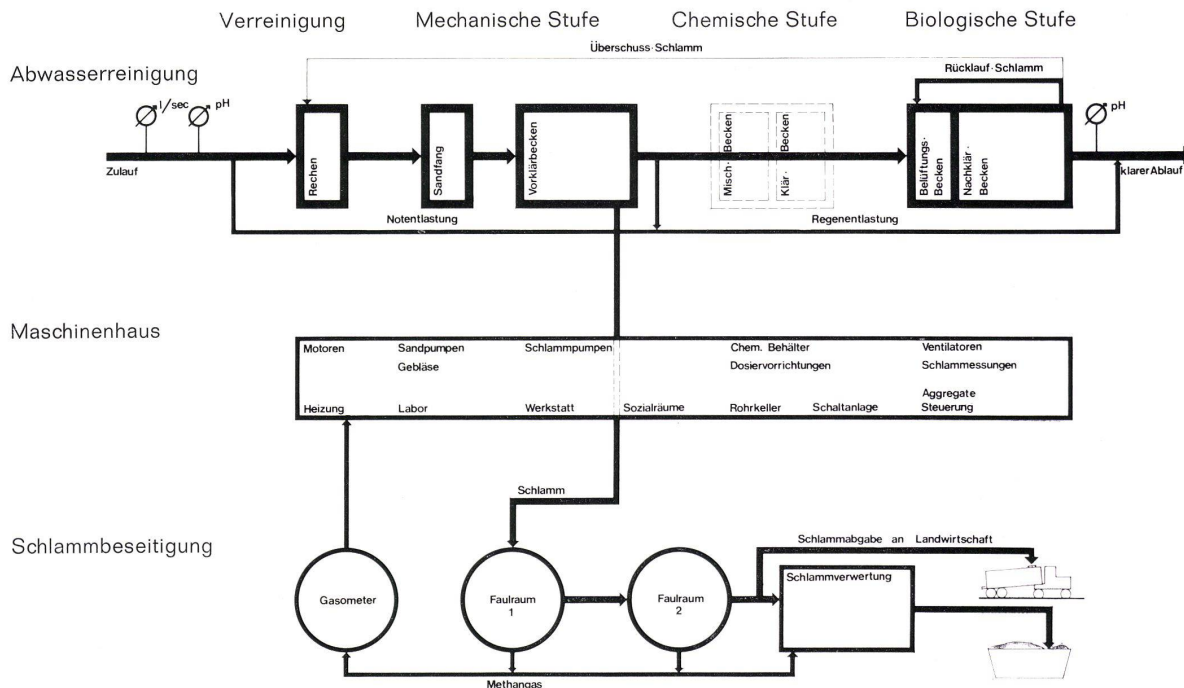 Verreinigung Mechanische Stufe Chemische Stufe Biologische Stufe
Überschuss-Schlamm
Abwasserreinigung
Rücklauf-Schlamm
l/sec pH
pH
Zulauf
Rechen
Sandfang
Vorklärbecken
Misch- Becken
Klär- Becken
Belüftungs-
Becken
Nachklär-
Becken
klarer Ablauf
Notentlastung
Regenentlastung
Maschinenhaus
Motoren Sandpumpen Schlammpumpen Chem. Behälter Ventilatoren
Gebläse Dosiervorrichtungen Schlammessungen
Aggregate
Heizung Labor Werkstatt Sozialräume Rohrkeller Schaltanlage Steuerung
Schlamm
Schlammbeseitigung
Schlammabgabe an Landwirtschaft
Schlammverwertung
Gasometer
Faulraum
1
Faulraum
2
Methangas